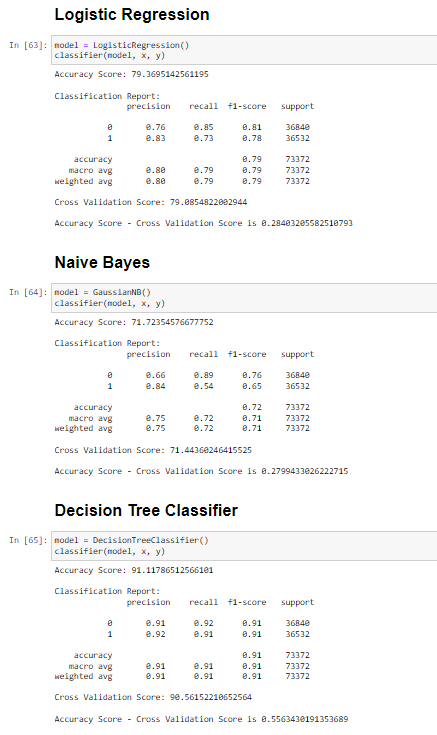 Logistic Regression
In [63]: model = LogisticRegression()
classifier(model, x, y)
Accuracy Score: 79.3695142561195
Classification Report:
precision recall f1-score support
0 0.76 0.85 0.81 36840
1 0.83 0.73 0.78 36532
accuracy 0.79 73372
macro avg 0.80 0.79 0.79 73372
weighted avg 0.80 0.79 0.79 73372
Cross Validation Score: 79.0854822002944
Accuracy Score - Cross Validation Score is 0.28403205582510793
Naive Bayes
In [64]: model = GaussianNB()
classifier(model, x, y)
Accuracy Score: 71.72354576677752
Classification Report:
precision recall f1-score support
0 0.66 0.89 0.76 36840
1 0.84 0.54 0.65 36532
accuracy 0.72 73372
macro avg 0.75 0.72 0.71 73372
weighted avg 0.75 0.72 0.71 73372
Cross Validation Score: 71.44360246415525
Accuracy Score - Cross Validation Score is 0.2799433026222715
Decision Tree Classifier
In [65]: model = DecisionTreeClassifier()
classifier(model, x, y)
Accuracy Score: 91.11786512566101
Classification Report:
precision recall f1-score support
0 0.91 0.92 0.91 36840
1 0.92 0.91 0.91 36532
accuracy 0.91 73372
macro avg 0.91 0.91 0.91 73372
weighted avg 0.91 0.91 0.91 73372
Cross Validation Score: 90.56152210652564
Accuracy Score - Cross Validation Score is 0.5563430191353689